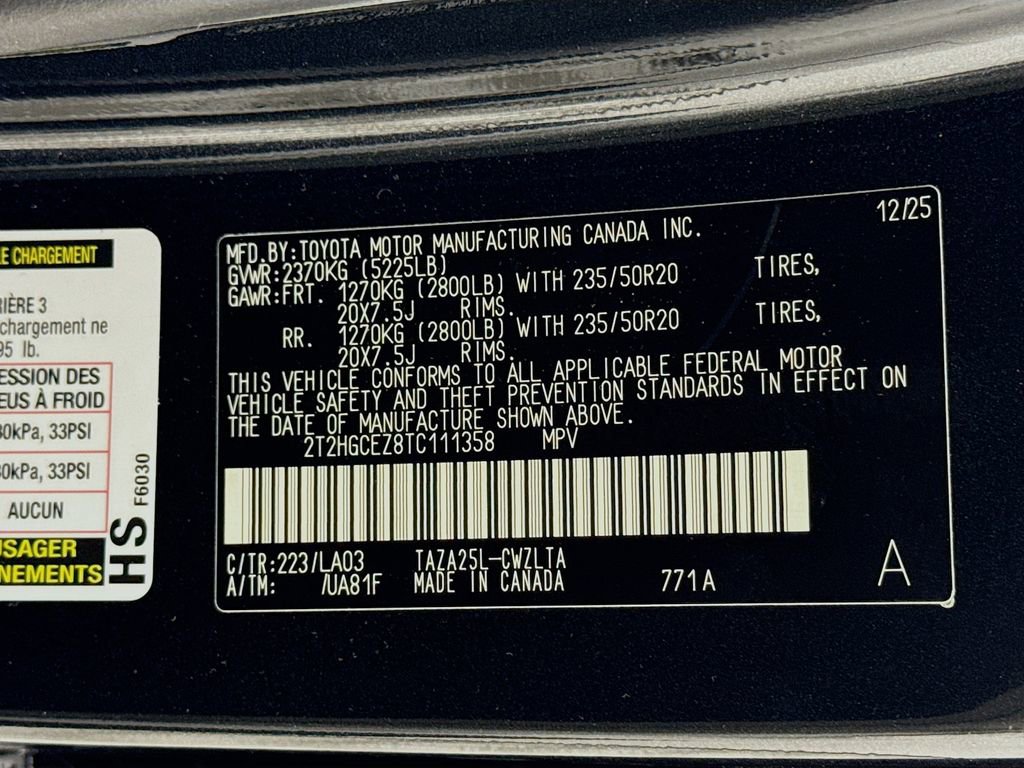 LE CHARGEMENT
RIÈRE 3
chargement ne
95 lb.
ESSION DES
EUS À FROID
30kPa, 33PSI
30kPa, 33PSI
AUCUN
USAGER
NEMENTS
HS F6030
12/25
MFD.BY:TOYOTA MOTOR MANUFACTURING CANADA INC.
GVWR:2370KG (5225LB)
GAWR:FRT. 1270KG (2800LB) WITH 235/50R20 TIRES,
20X7.5J RIMS.
RR. 1270KG (2800LB) WITH 235/50R20 TIRES,
20X7.5J RIMS.
THIS VEHICLE CONFORMS TO ALL APPLICABLE FEDERAL MOTOR
VEHICLE SAFETY AND THEFT PREVENTION STANDARDS IN EFFECT ON
THE DATE OF MANUFACTURE SHOWN ABOVE.
2T2HGCEZ8TC111358 MPV
C/TR:223/LA03 TAZA25L-CWZLTA
A/TM: /UA81F MADE IN CANADA 771A A